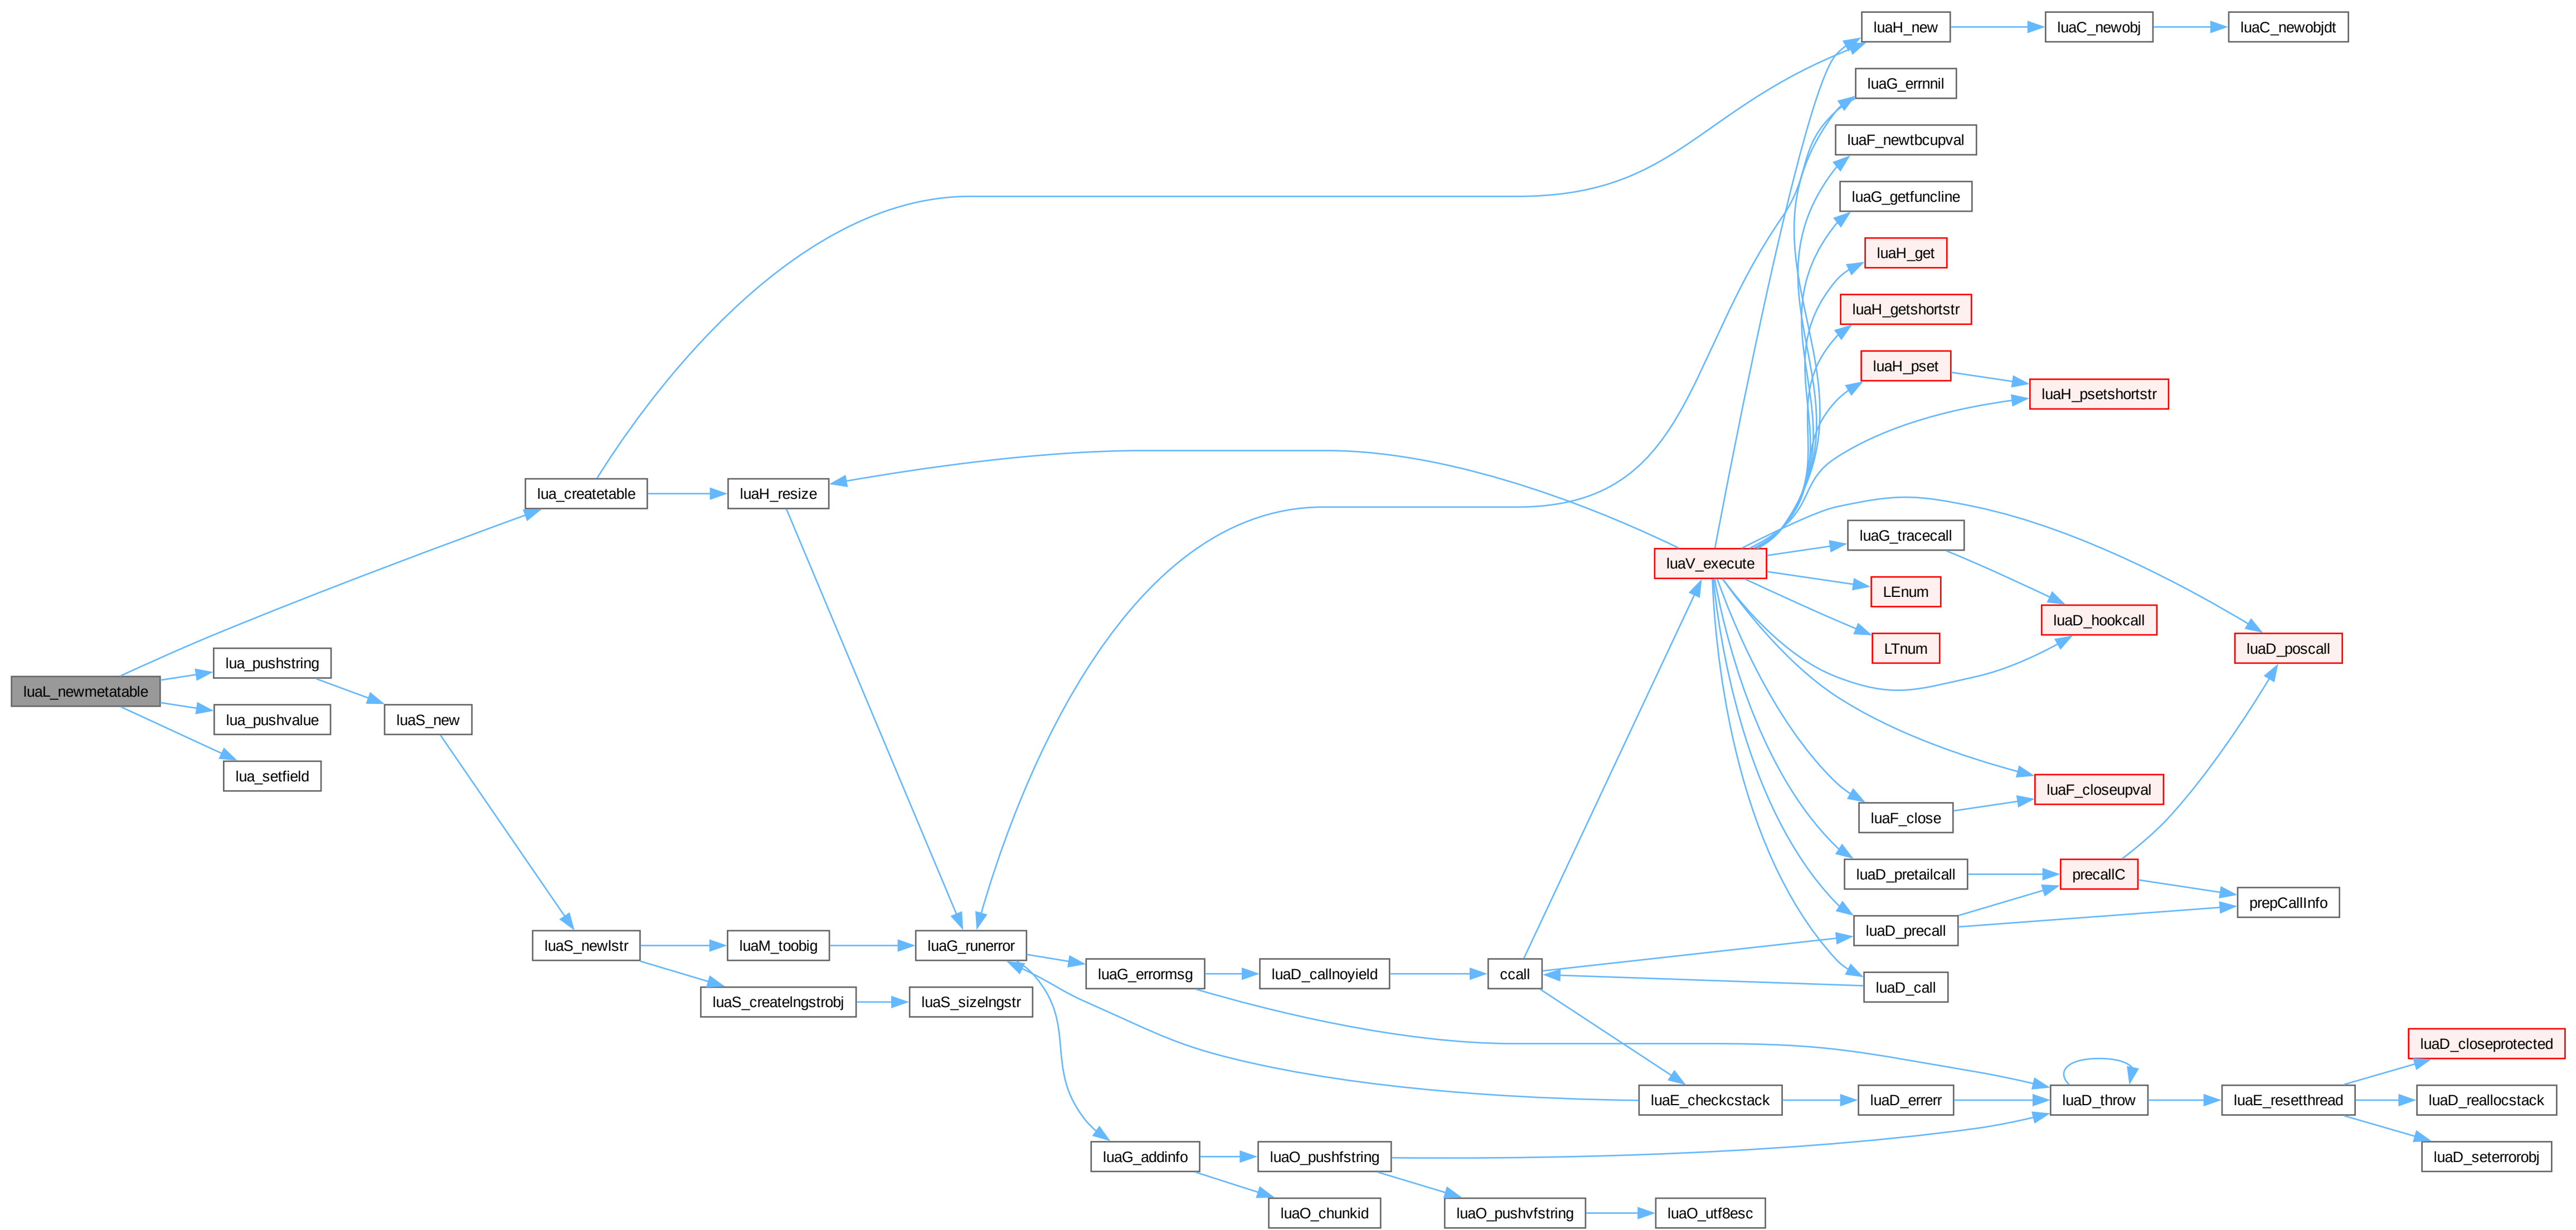 luaH_new
luaC_newobj
luaC_newobjdt
luaG_errnnil
luaF_newtbcupval
luaG_getfuncline
luaH_get
luaH_getshortstr
luaH_pset
luaH_psetshortstr
lua_createtable
luaH_resize
luaG_tracecall
luaV_execute
LEnum
luaD_hookcall
LTnum
luaD_poscall
lua_pushstring
luaL_newmetatable
lua_pushvalue
luaS_new
lua_setfield
luaF_closeupval
luaF_close
luaD_pretailcall
precallC
prepCallInfo
luaD_precall
luaS_newlstr
luaM_toobig
luaG_runerror
luaG_errormsg
luaD_callnoyield
ccall
luaD_call
luaS_createlngstrobj
luaS_sizelngstr
luaD_closeprotected
luaE_checkcstack
luaD_errerr
luaD_throw
luaE_resetthread
luaD_reallocstack
luaG_addinfo
luaO_pushfstring
luaD_seterrorobj
luaO_chunkid
luaO_pushvfstring
luaO_utf8esc